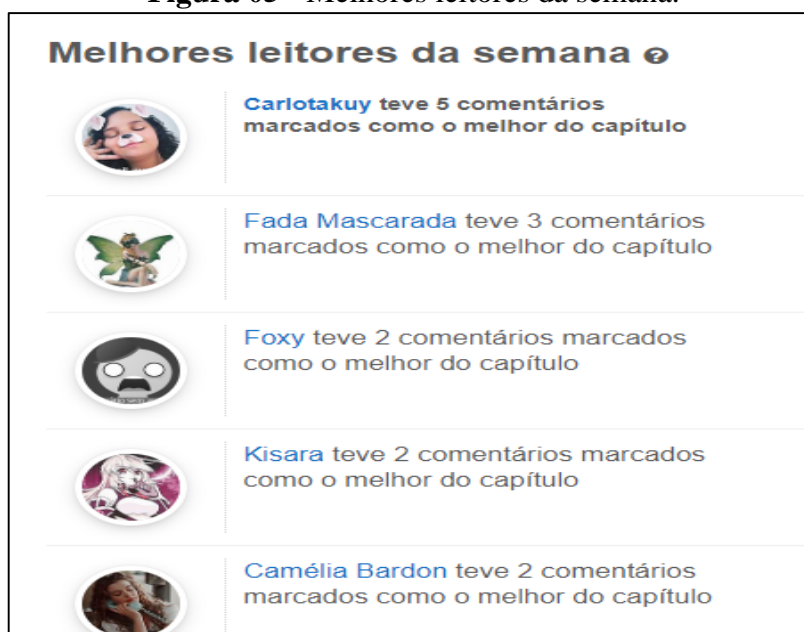 Melhores leitores da semana
Carlotakuy teve 5 comentários
marcados como o melhor do capítulo
Fada Mascarada teve 3 comentários
marcados como o melhor do capítulo
Foxy teve 2 comentários marcados
como o melhor do capítulo
Kisara teve 2 comentários marcados
como o melhor do capítulo
Camélia Bardon teve 2 comentários
marcados como o melhor do capítulo